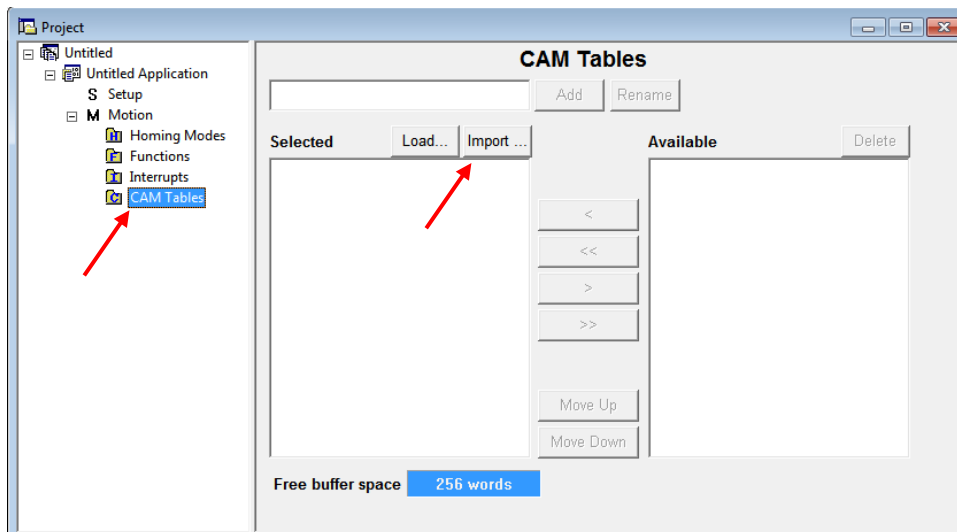 Project
Untitled
Untitled Application
S Setup
M Motion
H Homing Modes
F Functions
I Interrupts
C CAM Tables
CAM Tables
Add Rename
Selected Load... Import ...
Available Delete
<
<<
>
>>
Move Up
Move Down
Free buffer space 256 words